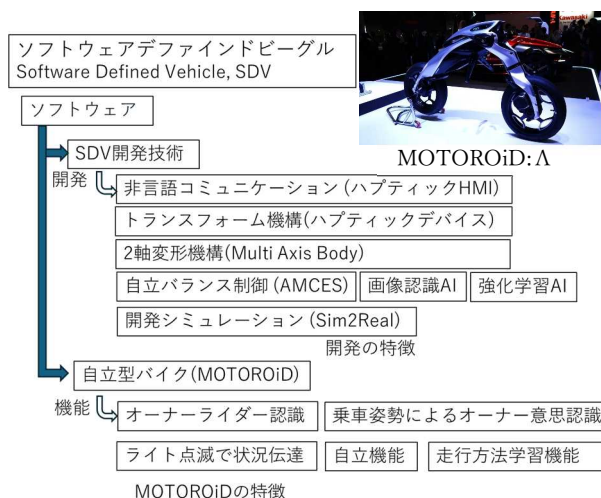 ソフトウェアデファインドビーグル
Software Defined Vehicle, SDV
Kawasaki
MOTOROiD:Λ
ソフトウェア
SDV開発技術
開発
非言語コミュニケーション (ハプティックHMI)
トランスフォーム機構(ハプティックデバイス)
2軸変形機構(Multi Axis Body)
自立バランス制御 (AMCES)
画像認識AI
強化学習AI
開発シミュレーション (Sim2Real)
開発の特徴
自立型バイク(MOTOROiD)
機能
オーナーライダー認識
乗車姿勢によるオーナー意思認識
ライト点滅で状況伝達
自立機能
走行方法学習機能
MOTOROiDの特徴